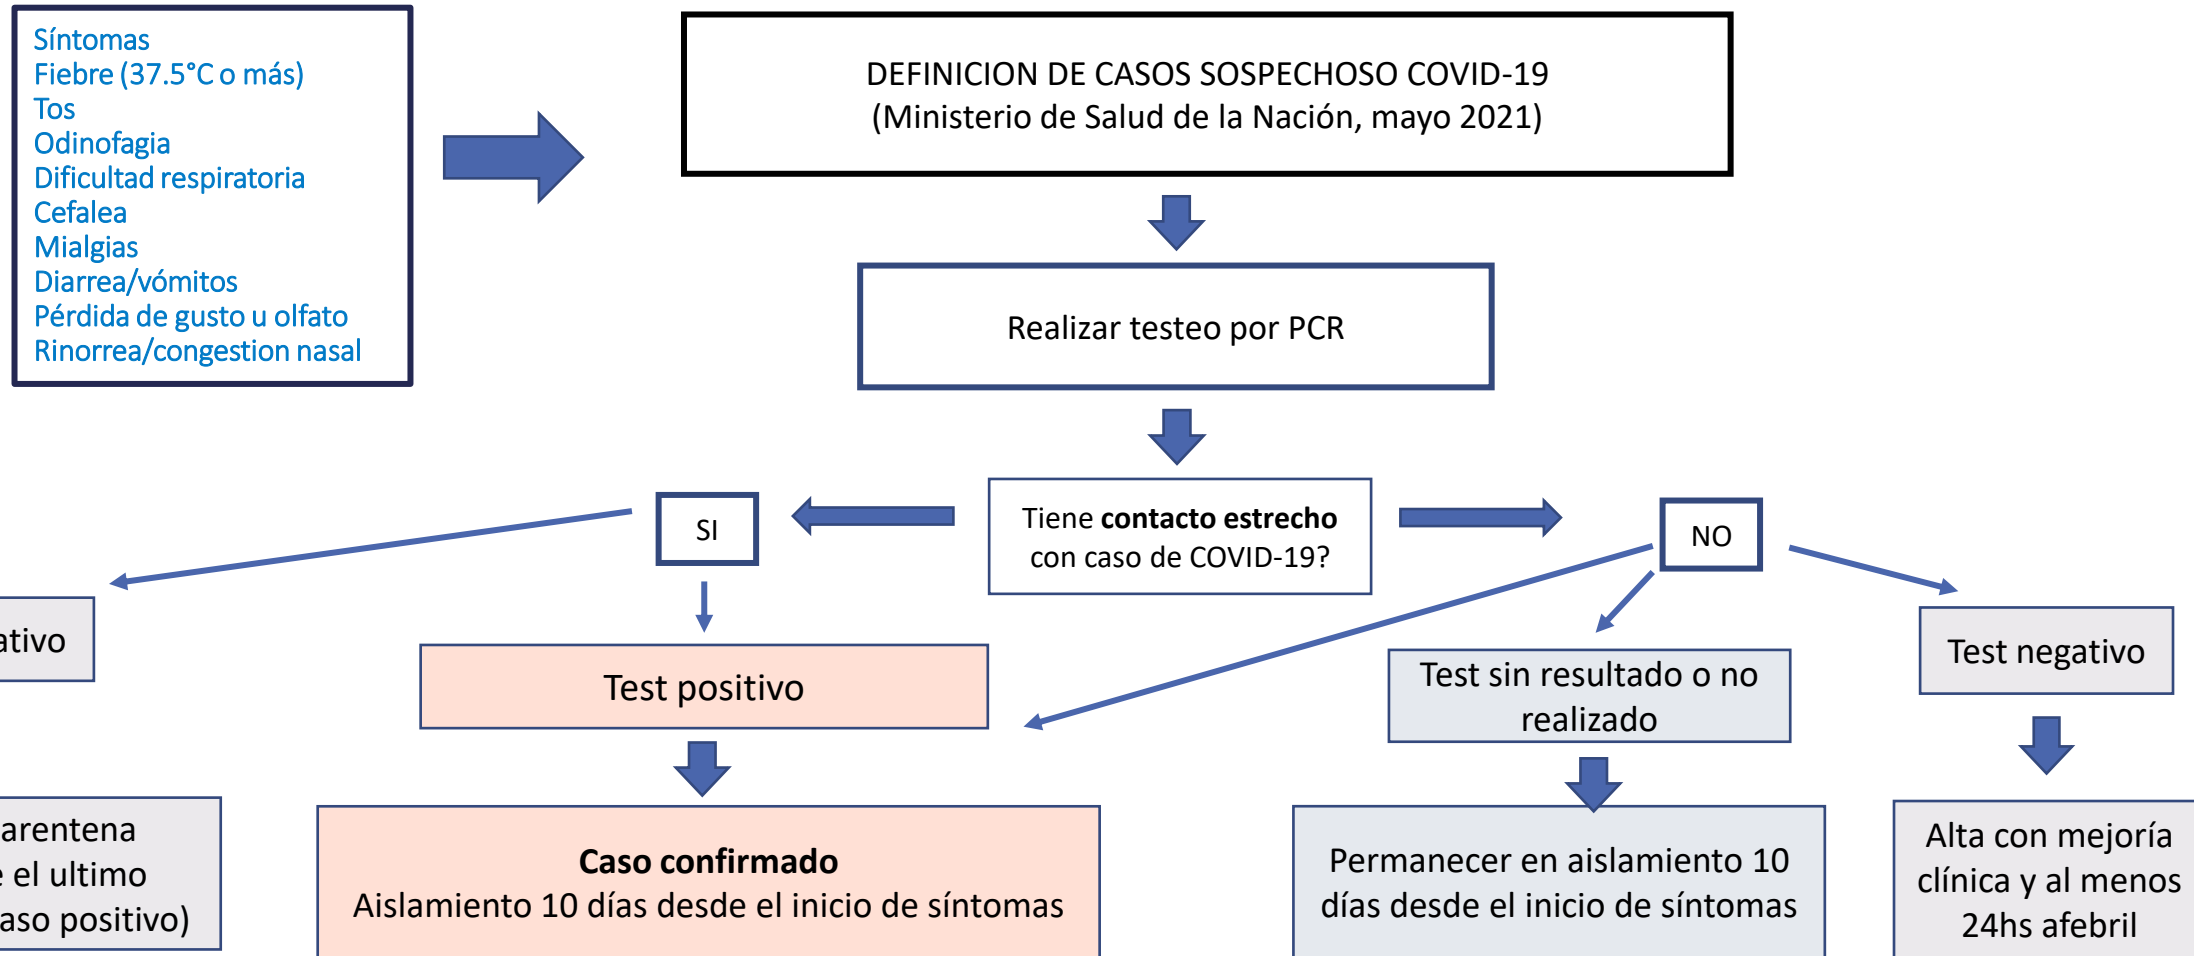 Síntomas
Fiebre (37.5°C o más)
Tos
Odinofagia
Dificultad respiratoria
Cefalea
Mialgias
Diarrea/vómitos
Pérdida de gusto u olfato
Rinorrea/congestion nasal
DEFINICION DE CASOS SOSPECHOSO COVID-19
(Ministerio de Salud de la Nación, mayo 2021)
Realizar testeo por PCR
Tiene contacto estrecho
con caso de COVID-19?
SI
NO
Test positivo
Test sin resultado o no
realizado
Test negativo
el ultimo
positivo)
Caso confirmado
Aislamiento 10 días desde el inicio de síntomas
Permanecer en aislamiento 10
días desde el inicio de síntomas
Alta con mejoría
clínica y al menos
24hs afebril